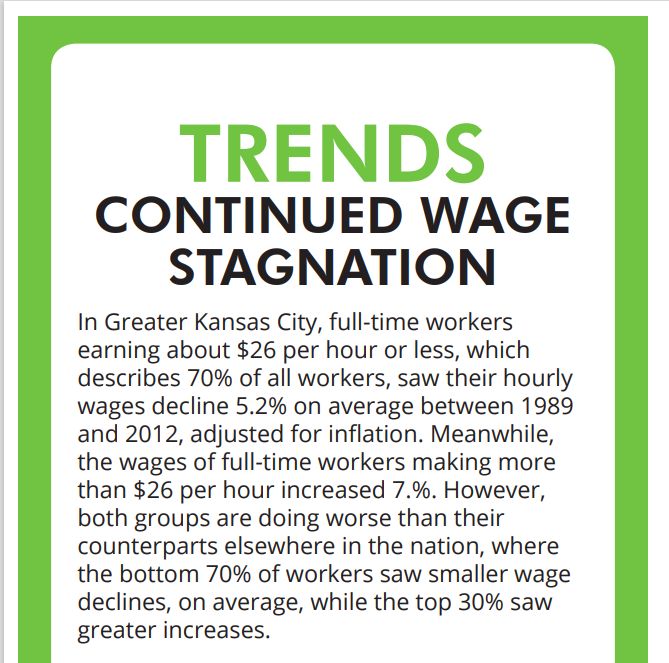 TRENDS
CONTINUED WAGE
STAGNATION
In Greater Kansas City, full-time workers
earning about $26 per hour or less, which
describes 70% of all workers, saw their hourly
wages decline 5.2% on average between 1989
and 2012, adjusted for inflation. Meanwhile,
the wages of full-time workers making more
than $26 per hour increased 7.%. However,
both groups are doing worse than their
counterparts elsewhere in the nation, where
the bottom 70% of workers saw smaller wage
declines, on average, while the top 30% saw
greater increases.